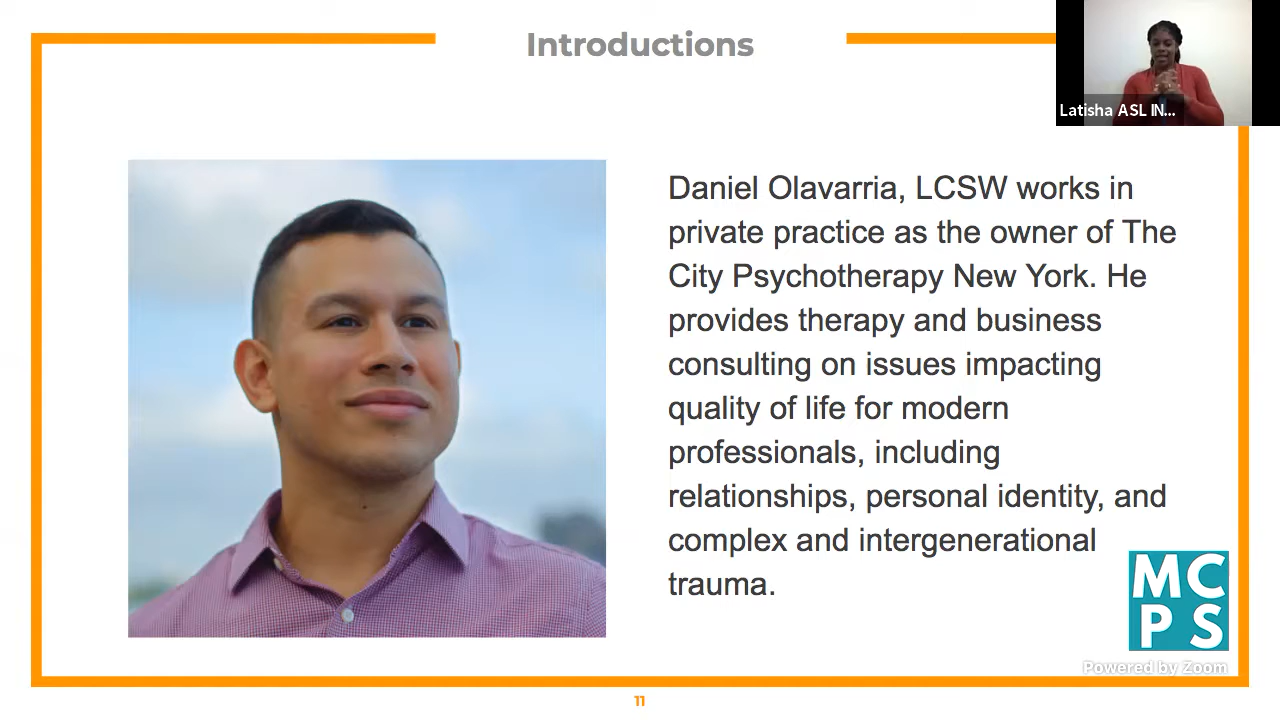 Introductions
Latisha ASL IN...
Daniel Olavarria, LCSW works in
private practice as the owner of The
City Psychotherapy New York. He
provides therapy and business
consulting on issues impacting
quality of life for modern
professionals, including
relationships, personal identity, and
complex and intergenerational
trauma.
MC
PS
Powered by Zoom
11